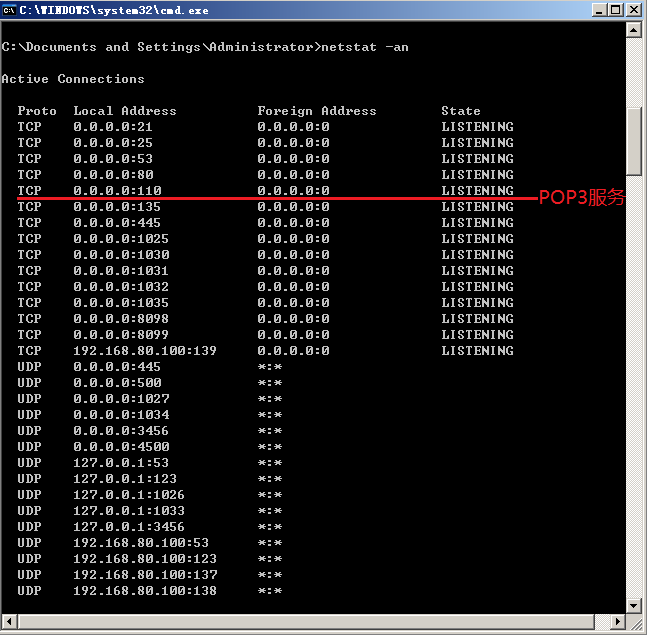 C:\WINDOWS\system32\cmd.exe
C:\Documents and Settings\Administrator>netstat -an
Active Connections
Proto  Local Address          Foreign Address        State
TCP    0.0.0.0:21             0.0.0.0:0              LISTENING
TCP    0.0.0.0:25             0.0.0.0:0              LISTENING
TCP    0.0.0.0:53             0.0.0.0:0              LISTENING
TCP    0.0.0.0:80             0.0.0.0:0              LISTENING
TCP    0.0.0.0:110            0.0.0.0:0              LISTENING
POP3服务
TCP    0.0.0.0:135            0.0.0.0:0              LISTENING
TCP    0.0.0.0:445            0.0.0.0:0              LISTENING
TCP    0.0.0.0:1025           0.0.0.0:0              LISTENING
TCP    0.0.0.0:1030           0.0.0.0:0              LISTENING
TCP    0.0.0.0:1031           0.0.0.0:0              LISTENING
TCP    0.0.0.0:1032           0.0.0.0:0              LISTENING
TCP    0.0.0.0:1035           0.0.0.0:0              LISTENING
TCP    0.0.0.0:8098           0.0.0.0:0              LISTENING
TCP    0.0.0.0:8099           0.0.0.0:0              LISTENING
TCP    192.168.80.100:139     0.0.0.0:0              LISTENING
UDP    0.0.0.0:445            *:*
UDP    0.0.0.0:500            *:*
UDP    0.0.0.0:1027           *:*
UDP    0.0.0.0:1034           *:*
UDP    0.0.0.0:3456           *:*
UDP    0.0.0.0:4500           *:*
UDP    127.0.0.1:53           *:*
UDP    127.0.0.1:123          *:*
UDP    127.0.0.1:1026         *:*
UDP    127.0.0.1:1033         *:*
UDP    127.0.0.1:3456         *:*
UDP    192.168.80.100:53      *:*
UDP    192.168.80.100:123     *:*
UDP    192.168.80.100:137     *:*
UDP    192.168.80.100:138     *:*